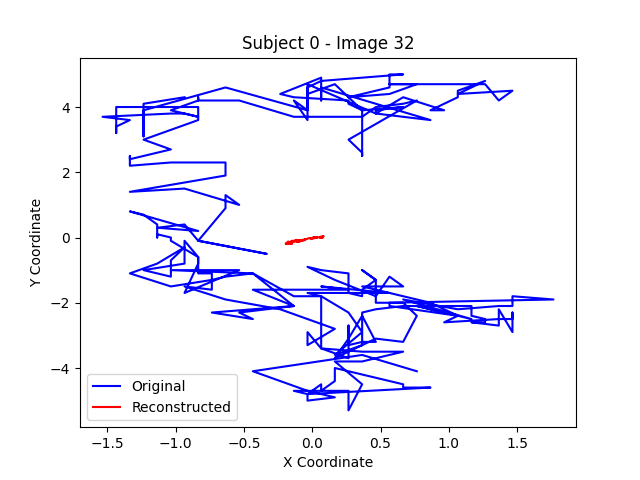 Subject 0 - Image 32
Y Coordinate
4
2
0
−2
−4
Original
Reconstructed
−1.5 −1.0 −0.5 0.0 0.5 1.0 1.5
X Coordinate